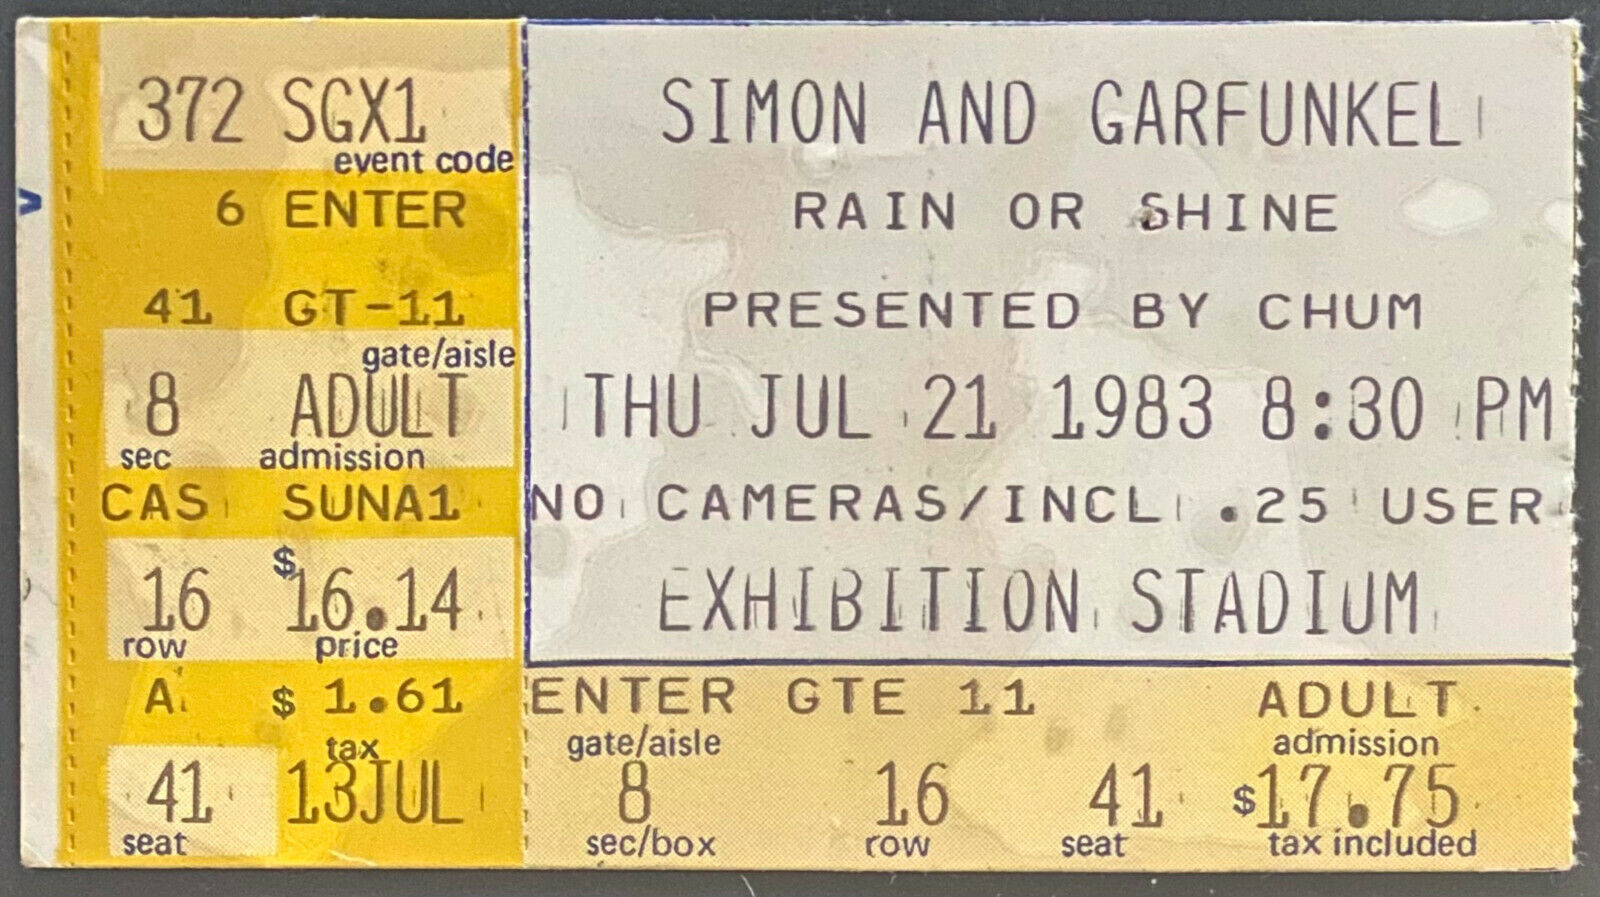 372 SGX1
event code
6 ENTER
41 GT-11
gate/aisle
8 ADULT
sec admission
CAS SUNA1
16 $16.14
row price
A $ 1.61
tax
41 13JUL
seat
SIMON AND GARFUNKEL
RAIN OR SHINE
PRESENTED BY CHUM
THU JUL 21 1983 8:30 PM
NO CAMERAS/INCL .25 USER
EXHIBITION STADIUM
ENTER GTE 11 ADULT
gate/aisle admission
8 16 41 $17.75
sec/box row seat tax included